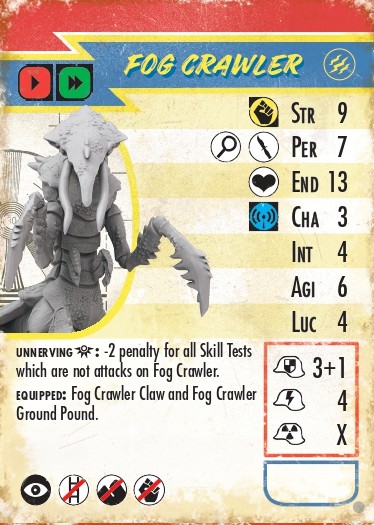 FOG CRAWLER
STR 9
PER 7
END 13
CHA 3
INT 4
AGI 6
LUC 4
UNNERVING : -2 penalty for all Skill Tests
which are not attacks on Fog Crawler.
EQUIPPED: Fog Crawler Claw and Fog Crawler
Ground Pound.
3+1
4
X